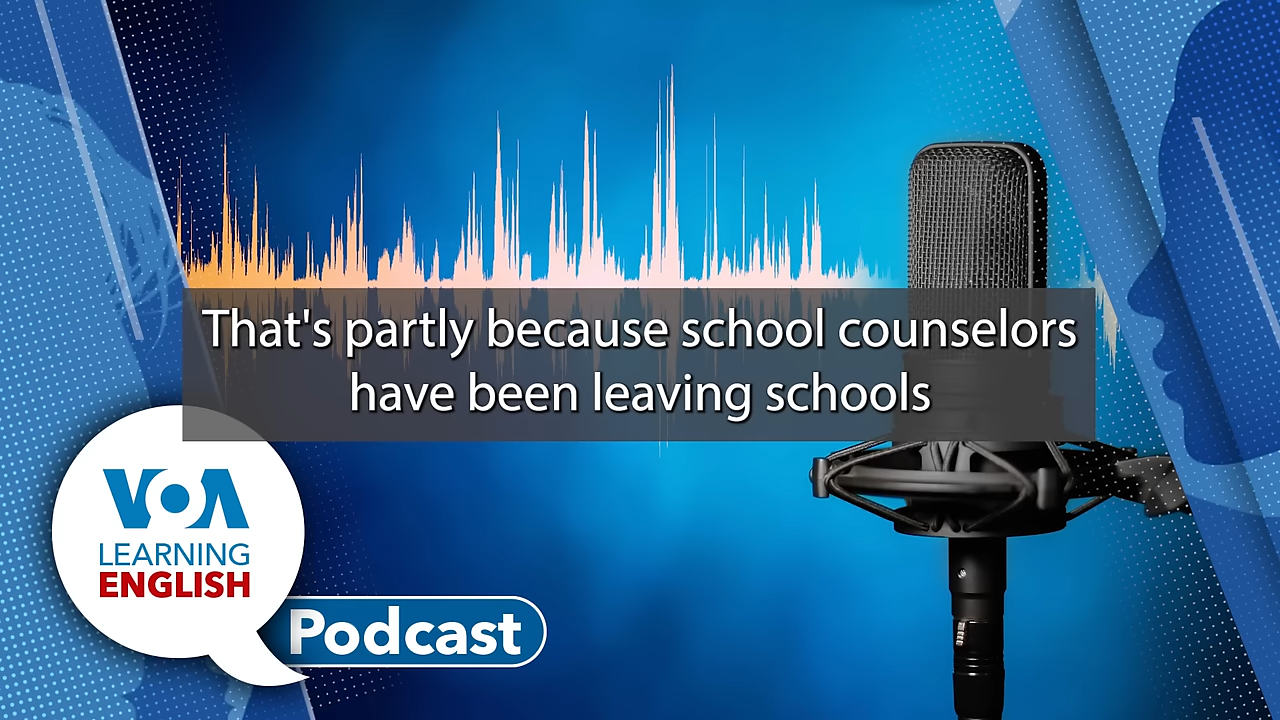 That's partly because school counselors
have been leaving schools
VOA
LEARNING
ENGLISH
Podcast